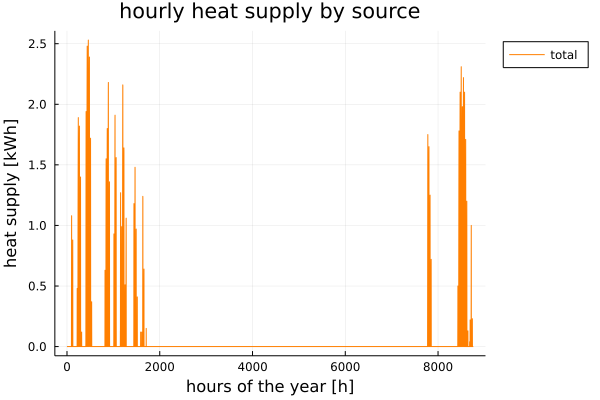 hourly heat supply by source
total
heat supply [kWh]
2.5
2.0
1.5
1.0
0.5
0.0
0 2000 4000 6000 8000
hours of the year [h]